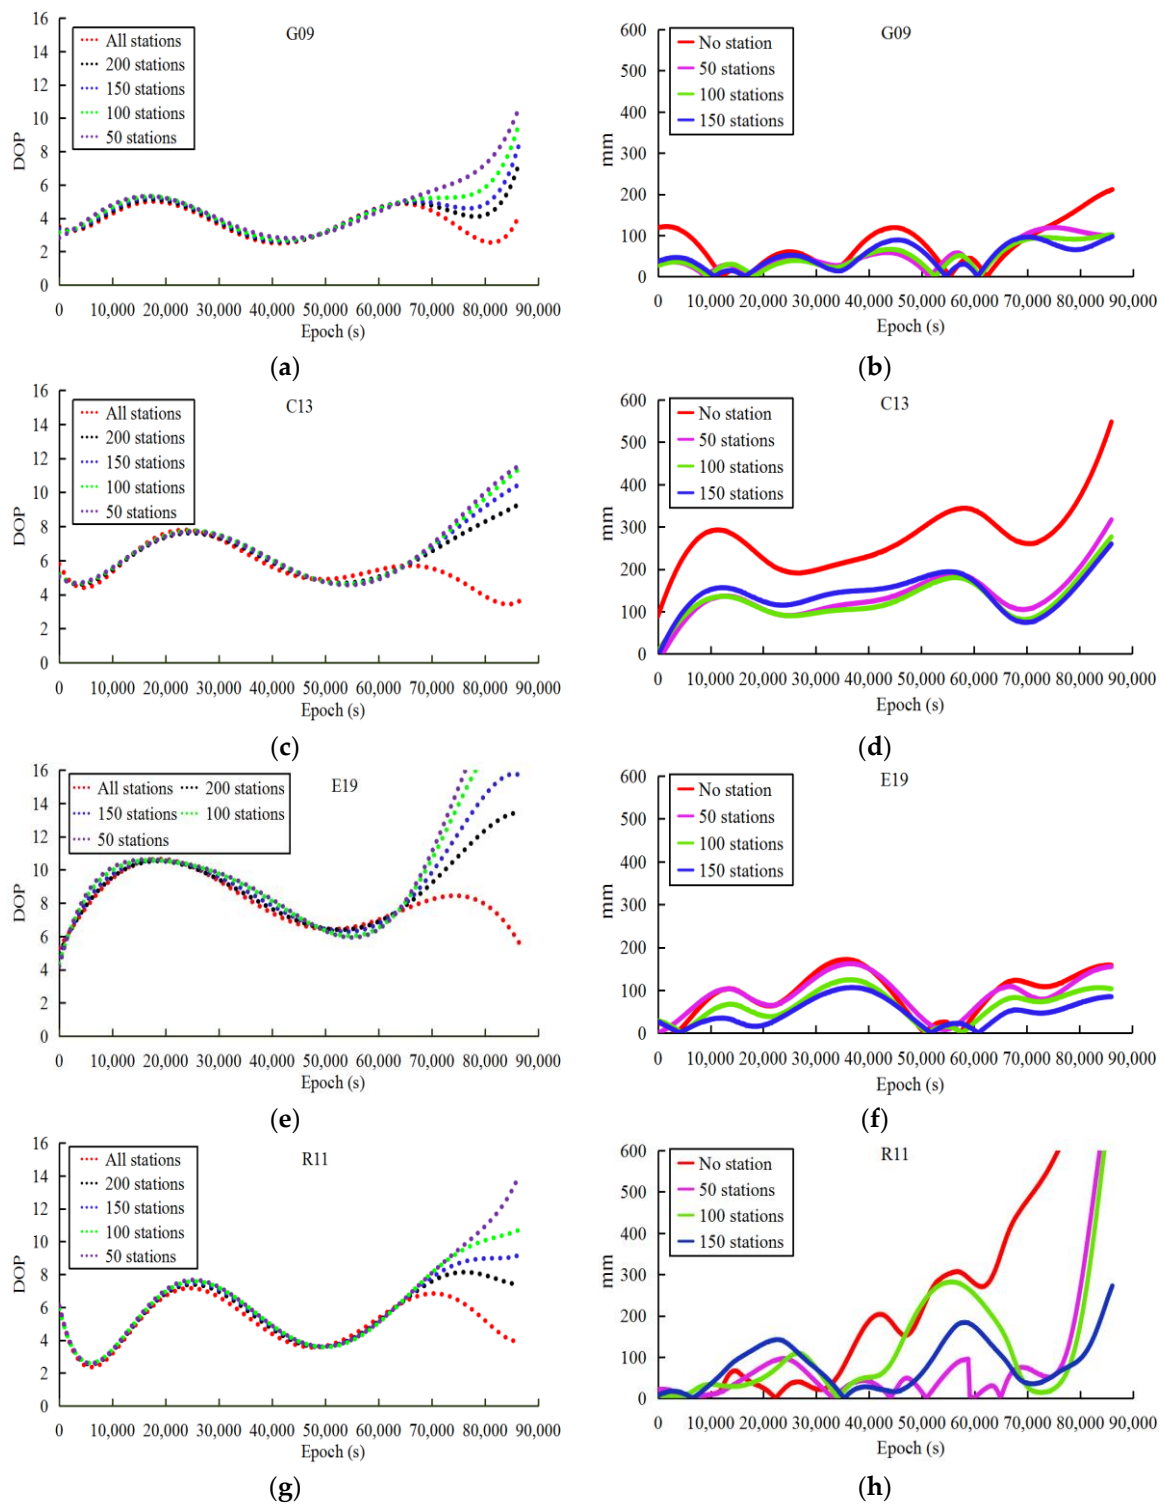 G09
All stations
200 stations
150 stations
100 stations
50 stations
DOP
16
14
12
10
8
6
4
2
0
0 10,000 20,000 30,000 40,000 50,000 60,000 70,000 80,000 90,000
Epoch (s)
(a)
G09
No station
50 stations
100 stations
150 stations
mm
600
500
400
300
200
100
0
0 10,000 20,000 30,000 40,000 50,000 60,000 70,000 80,000 90,000
Epoch (s)
(b)
C13
All stations
200 stations
150 stations
100 stations
50 stations
DOP
16
14
12
10
8
6
4
2
0
0 10,000 20,000 30,000 40,000 50,000 60,000 70,000 80,000 90,000
Epoch (s)
(c)
C13
No station
50 stations
100 stations
150 stations
mm
600
500
400
300
200
100
0
0 10,000 20,000 30,000 40,000 50,000 60,000 70,000 80,000 90,000
Epoch (s)
(d)
E19
All stations 200 stations
150 stations 100 stations
50 stations
DOP
16
14
12
10
8
6
4
2
0
0 10,000 20,000 30,000 40,000 50,000 60,000 70,000 80,000 90,000
Epoch (s)
(e)
E19
No station
50 stations
100 stations
150 stations
mm
600
500
400
300
200
100
0
0 10,000 20,000 30,000 40,000 50,000 60,000 70,000 80,000 90,000
Epoch (s)
(f)
R11
All stations
200 stations
150 stations
100 stations
50 stations
DOP
16
14
12
10
8
6
4
2
0
0 10,000 20,000 30,000 40,000 50,000 60,000 70,000 80,000 90,000
Epoch (s)
(g)
R11
No station
50 stations
100 stations
150 stations
mm
600
500
400
300
200
100
0
0 10,000 20,000 30,000 40,000 50,000 60,000 70,000 80,000 90,000
Epoch (s)
(h)